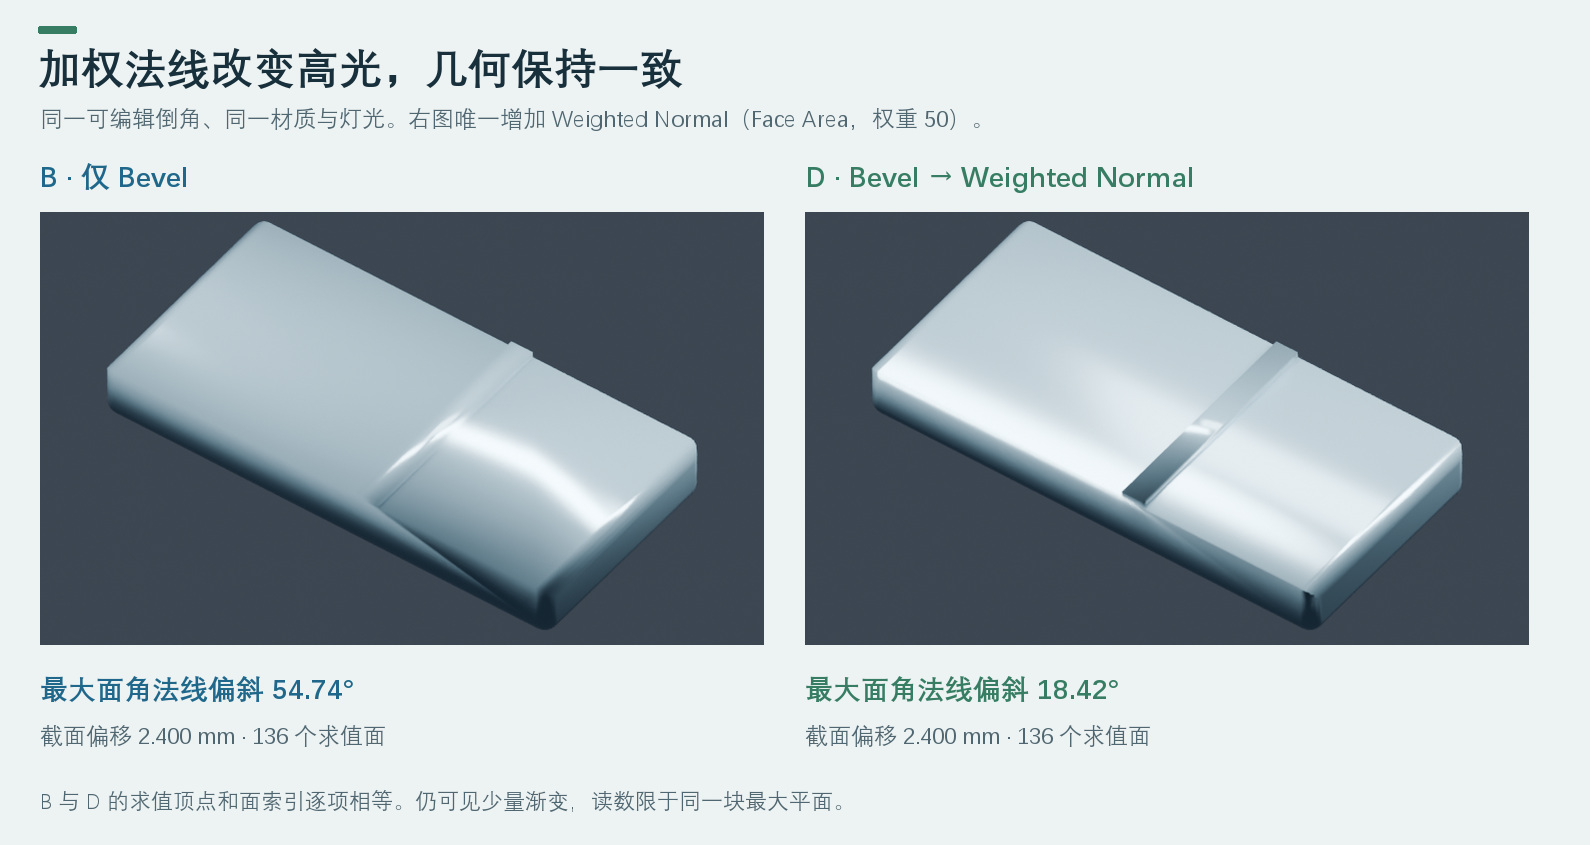 加权法线改变高光，几何保持一致
同一可编辑倒角、同一材质与灯光。右图唯一增加 Weighted Normal（Face Area，权重 50）。
B · 仅 Bevel
D · Bevel → Weighted Normal
最大面角法线偏斜 54.74°
最大面角法线偏斜 18.42°
截面偏移 2.400 mm · 136 个求值面
截面偏移 2.400 mm · 136 个求值面
B 与 D 的求值顶点和面索引逐项相等。仍可见少量渐变，读数限于同一块最大平面。